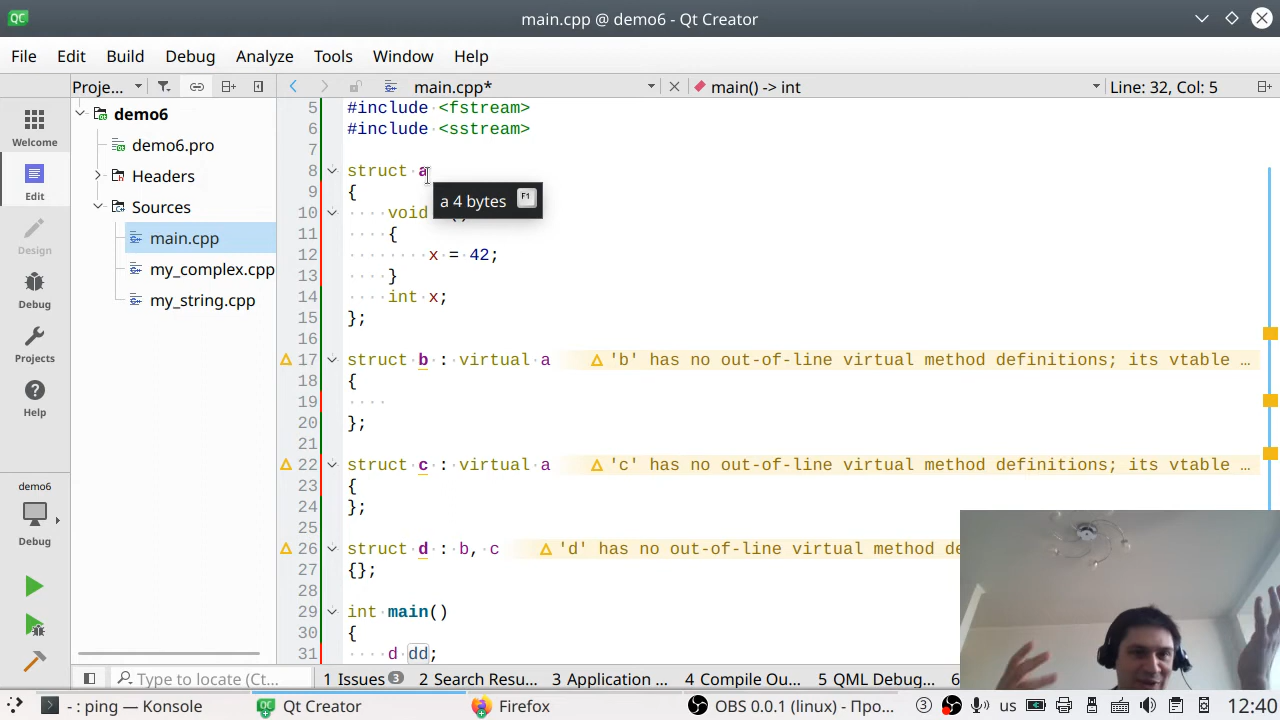 main.cpp @ demo6 - Qt Creator
File Edit Build Debug Analyze Tools Window Help
Proje... main.cpp* main() -> int Line: 32, Col: 5
Welcome
Edit
Design
Debug
Projects
Help
demo6
Debug
demo6
demo6.pro
Headers
Sources
main.cpp
my_complex.cpp
my_string.cpp
5 #include <fstream>
6 #include <sstream>
7
8 struct a
a 4 bytes F1
9 {
10 void ()
11 {
12 x = 42;
13 }
14 int x;
15 };
16
17 struct b : virtual a 'b' has no out-of-line virtual method definitions; its vtable …
18 {
19
20 };
21
22 struct c : virtual a 'c' has no out-of-line virtual method definitions; its vtable …
23 {
24 };
25
26 struct d : b, c 'd' has no out-of-line virtual method de
27 {};
28
29 int main()
30 {
31 d dd;
Type to locate (Ct... 1 Issues 3 2 Search Resu... 3 Application ... 4 Compile Ou... 5 QML Debug... 6
- : ping — Konsole Qt Creator Firefox OBS 0.0.1 (linux) - Про... 3 us 12:40